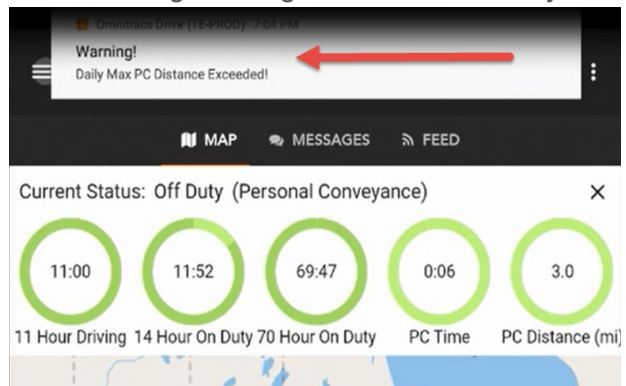 Omnitracs Drive (TE-PROD) 7:04 PM
Warning!
Daily Max PC Distance Exceeded!
MAP MESSAGES FEED
Current Status: Off Duty (Personal Conveyance)
11:00 11:52 69:47 0:06 3.0
11 Hour Driving 14 Hour On Duty 70 Hour On Duty PC Time PC Distance (mi)